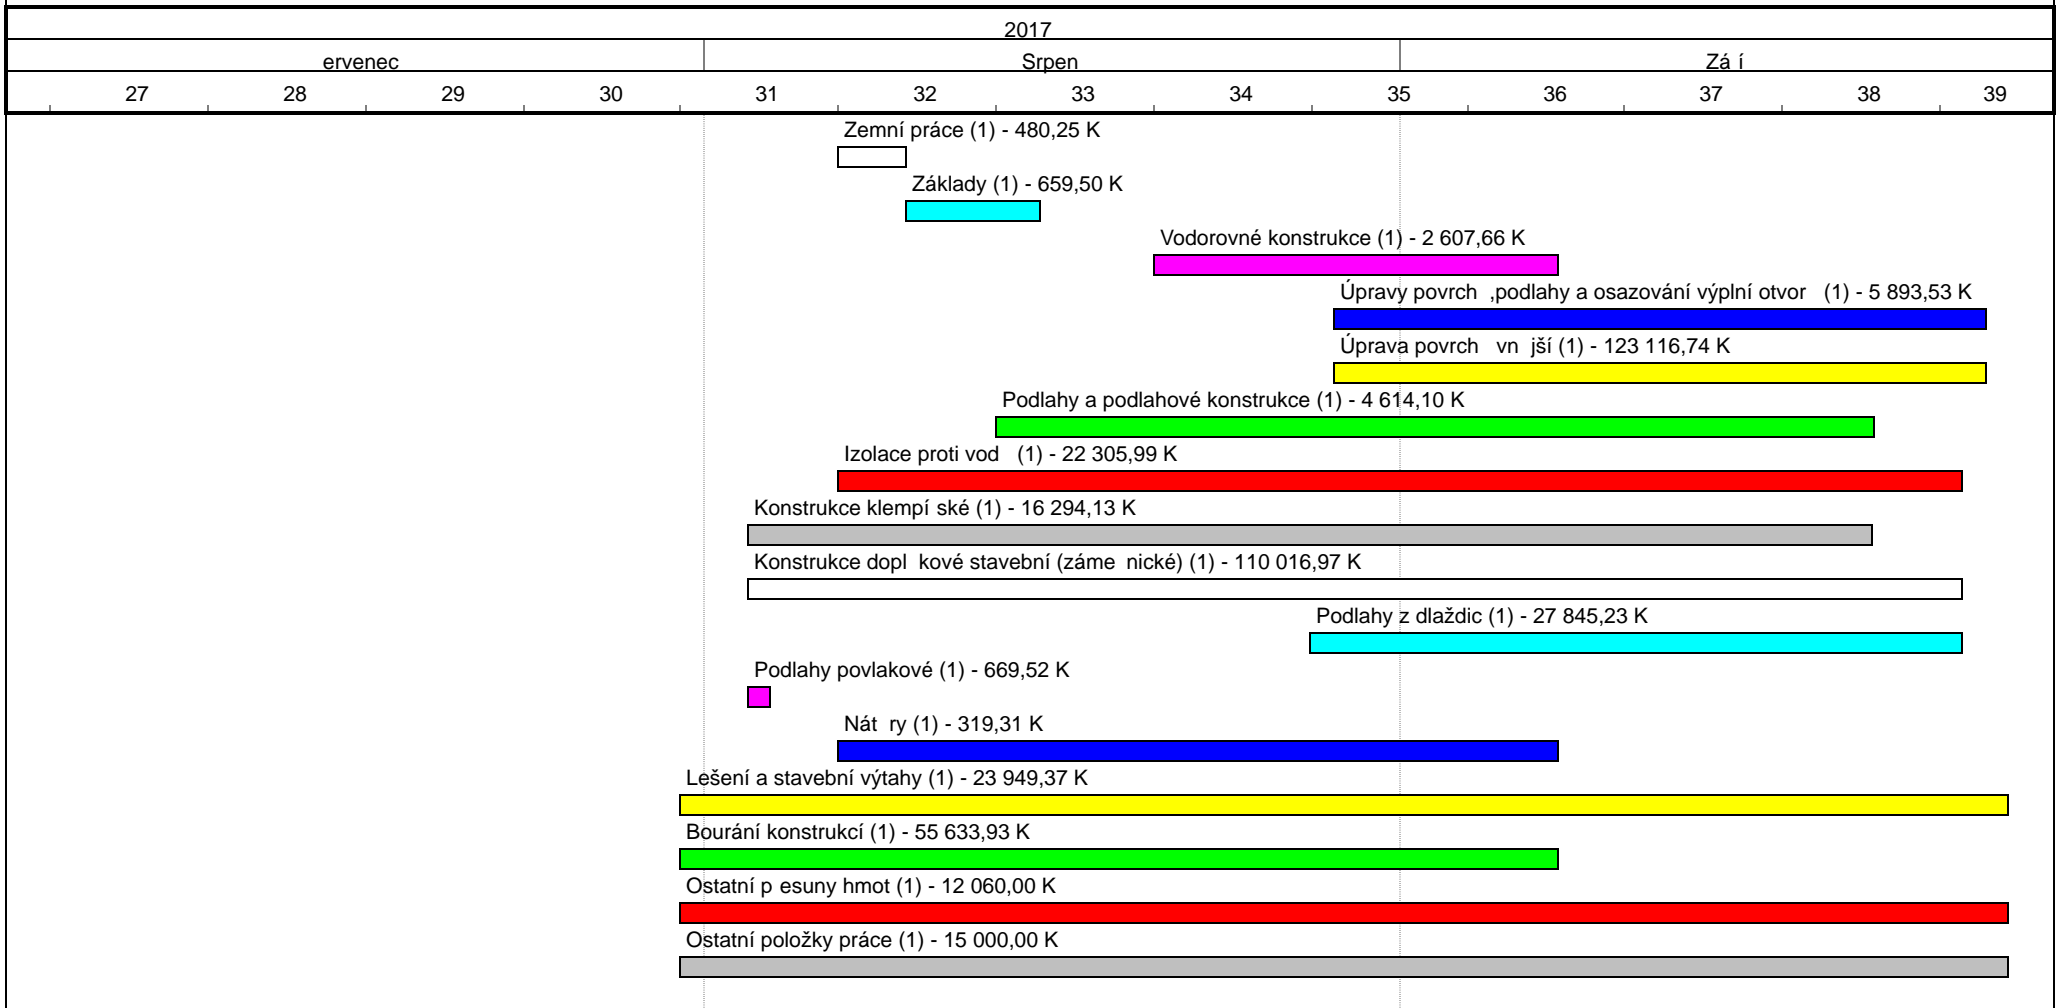 2017
ervenec Srpen Zá í
27 28 29 30 31 32 33 34 35 36 37 38 39
Zemní práce (1) - 480,25 K
Základy (1) - 659,50 K
Vodorovné konstrukce (1) - 2 607,66 K
Úpravy povrch ,podlahy a osazování výplní otvor (1) - 5 893,53 K
Úprava povrch vn jší (1) - 123 116,74 K
Podlahy a podlahové konstrukce (1) - 4 614,10 K
Izolace proti vod (1) - 22 305,99 K
Konstrukce klempí ské (1) - 16 294,13 K
Konstrukce dopl kové stavební (záme nické) (1) - 110 016,97 K
Podlahy z dlaždic (1) - 27 845,23 K
Podlahy povlakové (1) - 669,52 K
Nát ry (1) - 319,31 K
Lešení a stavební výtahy (1) - 23 949,37 K
Bourání konstrukcí (1) - 55 633,93 K
Ostatní p esuny hmot (1) - 12 060,00 K
Ostatní položky práce (1) - 15 000,00 K